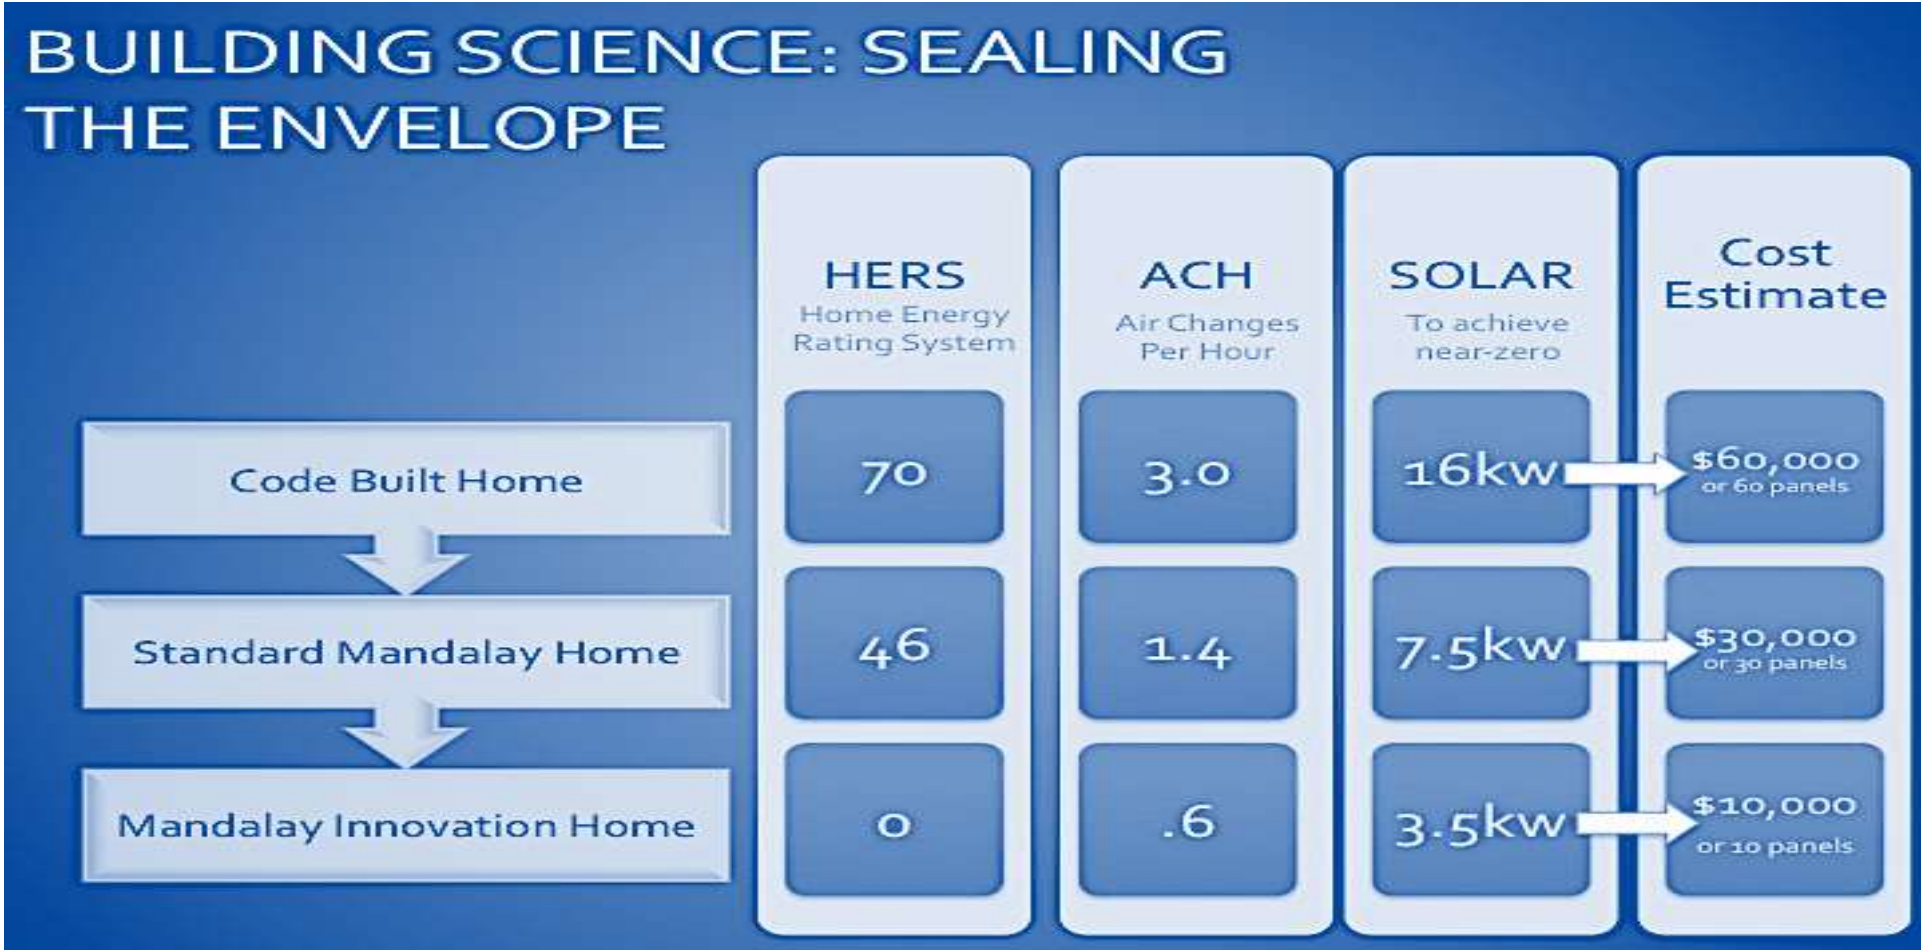 BUILDING SCIENCE: SEALING
THE ENVELOPE
HERS
Home Energy
Rating System
ACH
Air Changes
Per Hour
SOLAR
To achieve
near-zero
Cost
Estimate
Code Built Home
70
3.0
16kw
$60,000
or 60 panels
Standard Mandalay Home
46
1.4
7.5kw
$30,000
or 30 panels
Mandalay Innovation Home
0
.6
3.5kw
$10,000
or 10 panels